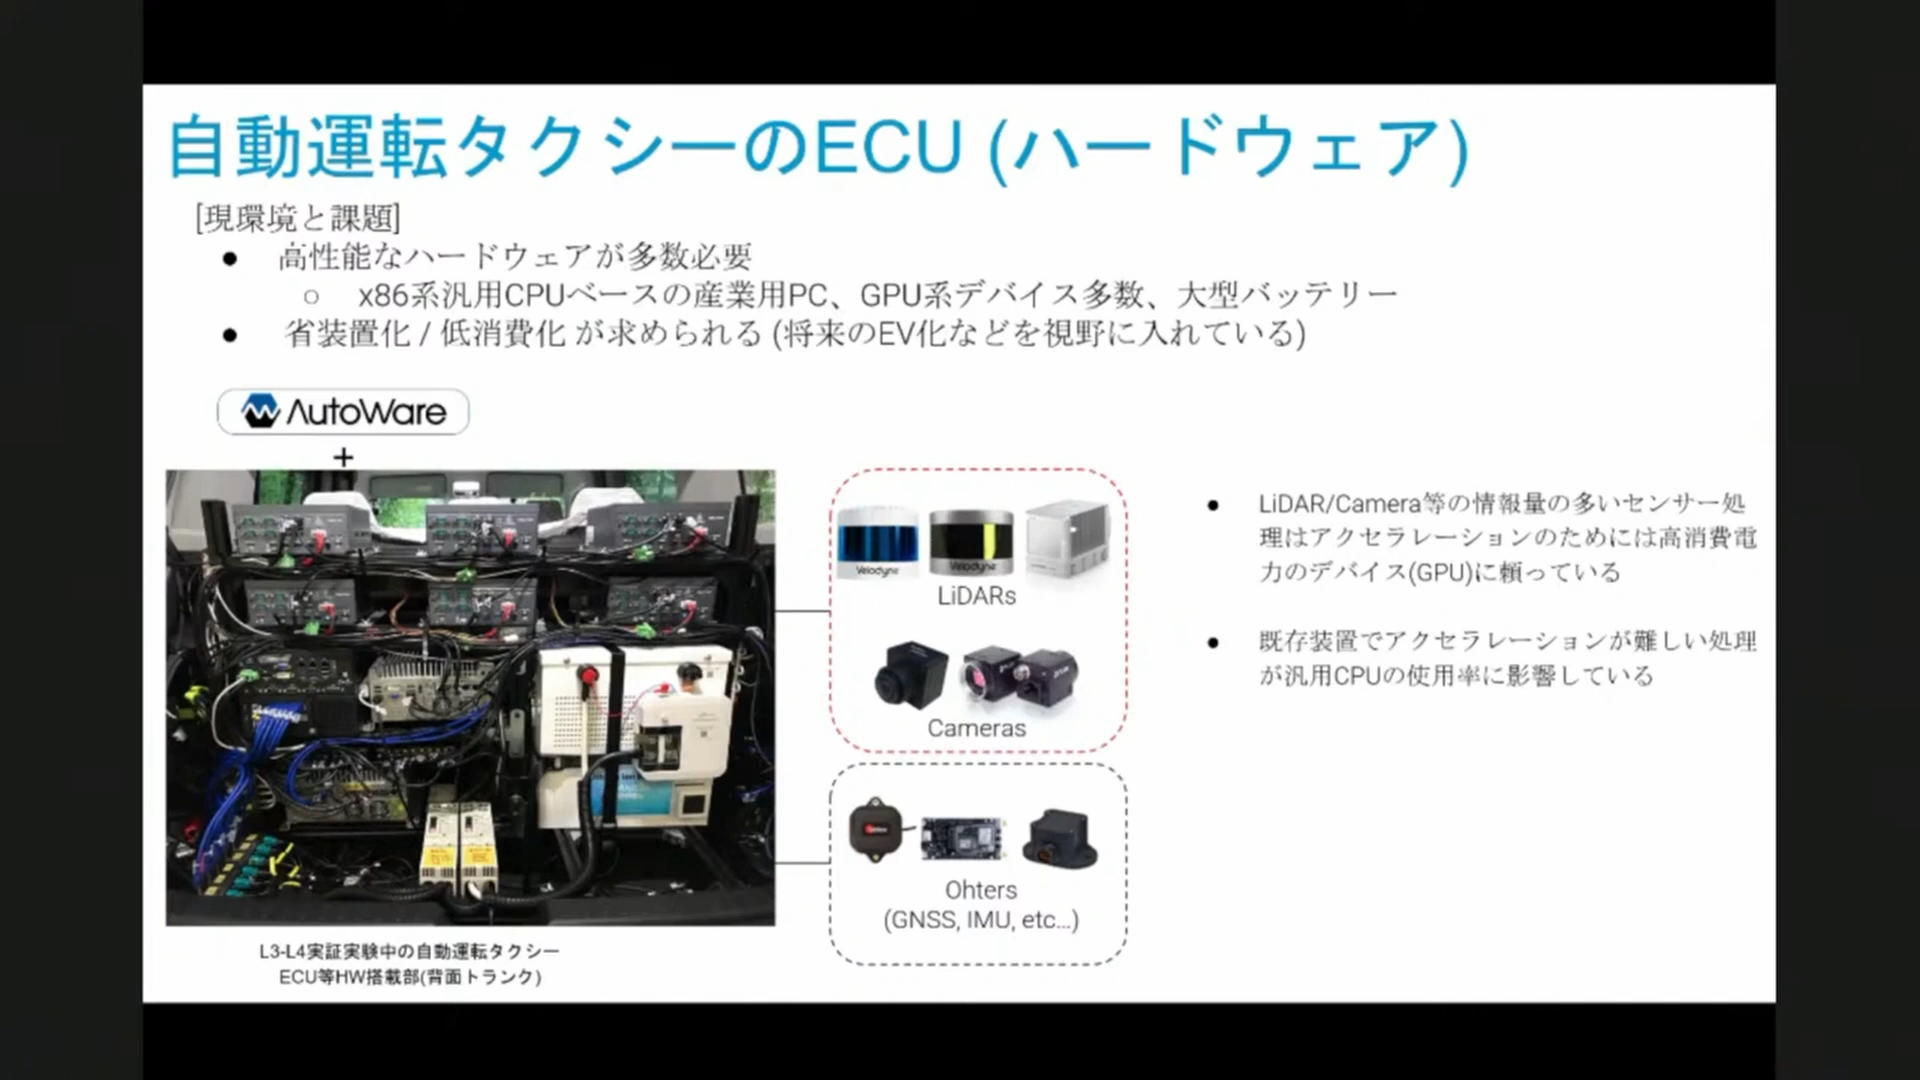 自動運転タクシーのECU (ハードウェア)
[現環境と課題]
● 高性能なハードウェアが多数必要
○ x86系汎用CPUベースの産業用PC、GPU系デバイス多数、大型バッテリー
● 省装置化 / 低消費化 が求められる (将来のEV化などを視野に入れている)
AutoWare
+
L3-L4実証実験中の自動運転タクシー
ECU等HW搭載部(背面トランク)
Velodyne
Velodyne
LiDARs
Cameras
Ohters
(GNSS, IMU, etc...)
● LiDAR/Camera等の情報量の多いセンサー処
理はアクセラレーションのためには高消費電
力のデバイス(GPU)に頼っている
● 既存装置でアクセラレーションが難しい処理
が汎用CPUの使用率に影響している